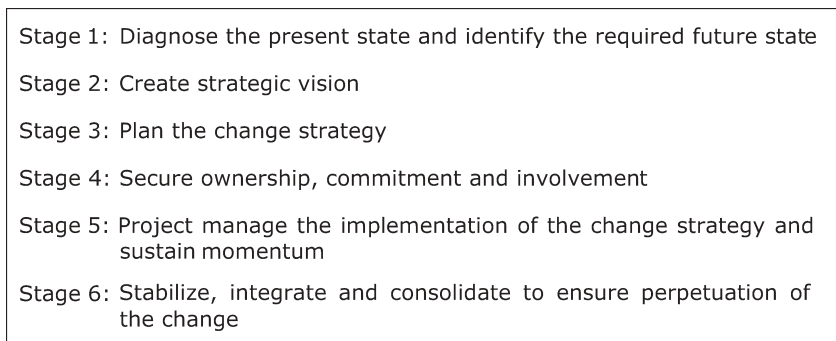 Stage 1: Diagnose the present state and identify the required future state
Stage 2: Create strategic vision
Stage 3: Plan the change strategy
Stage 4: Secure ownership, commitment and involvement
Stage 5: Project manage the implementation of the change strategy and
sustain momentum
Stage 6: Stabilize, integrate and consolidate to ensure perpetuation of
the change